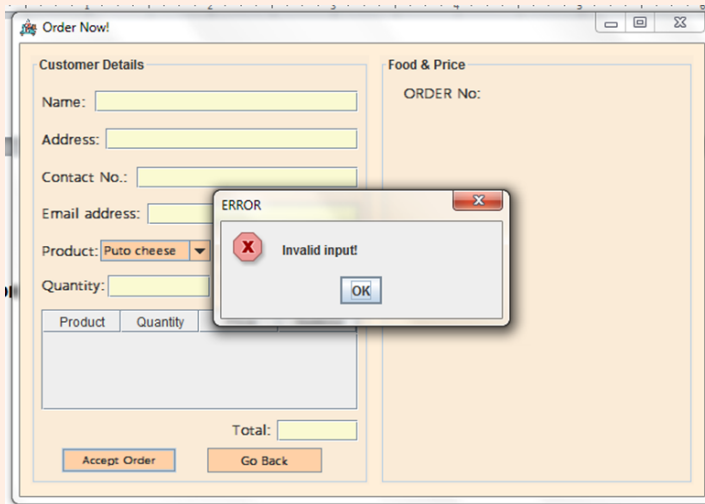 Order Now!
Customer Details
Name:
Address:
Contact No.:
Email address:
Product: Puto cheese
Quantity:
Product Quantity
Total:
Accept Order Go Back
Food & Price
ORDER No:
ERROR
Invalid input!
OK